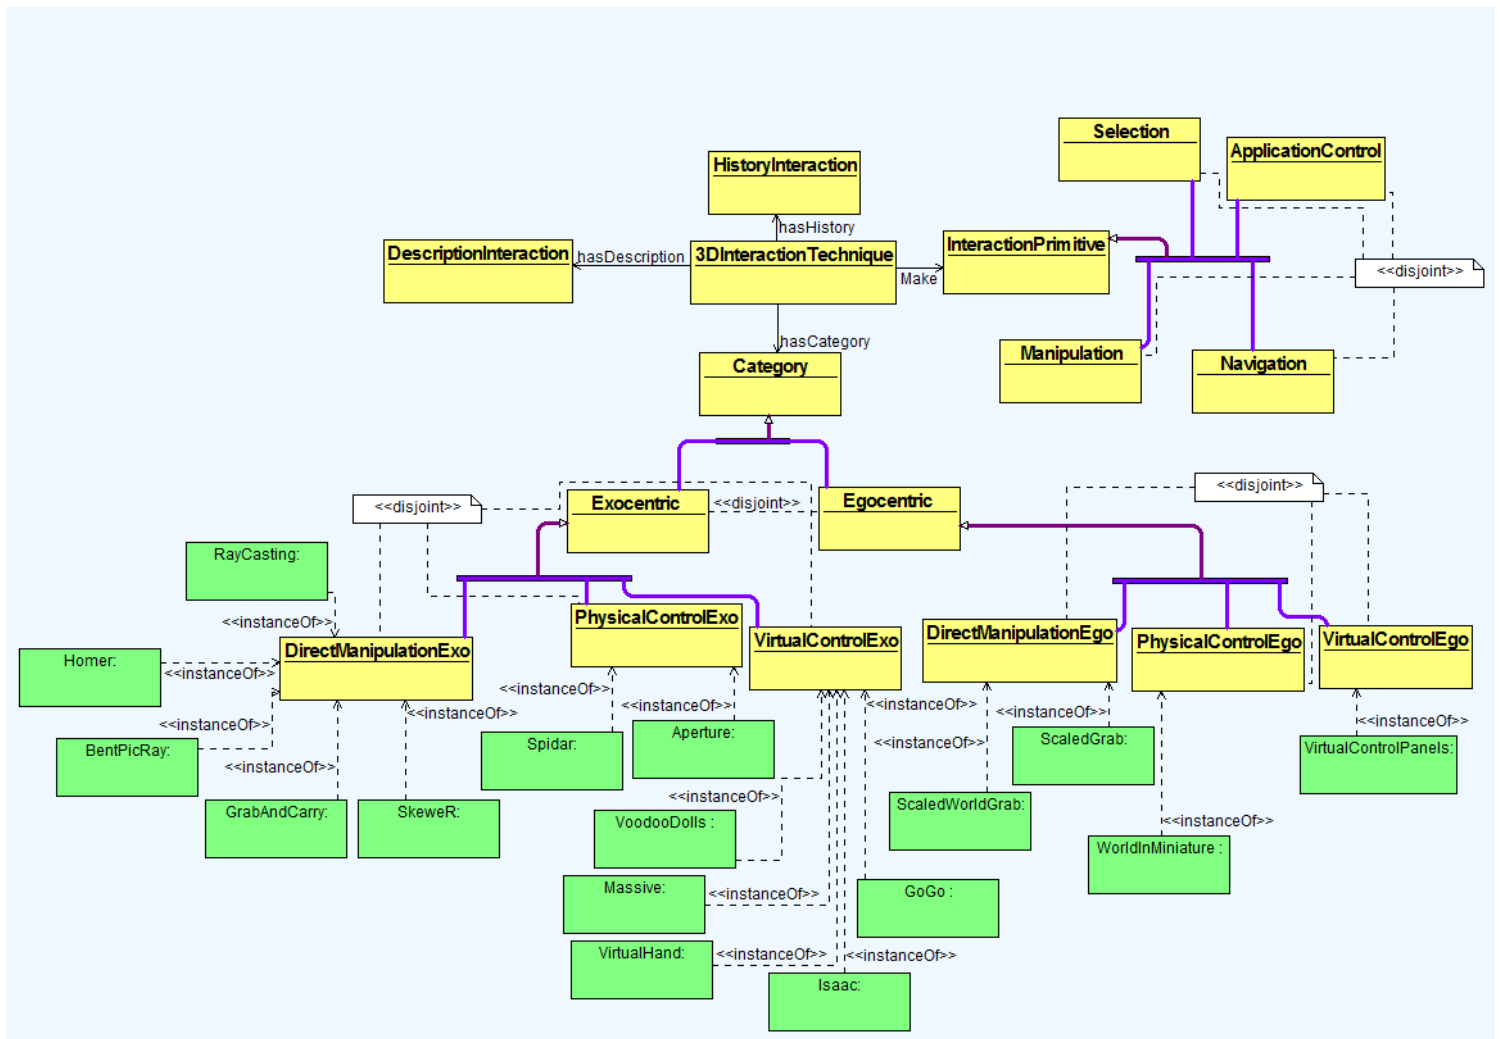 Selection
ApplicationControl
HistoryInteraction
hasHistory
DescriptionInteraction
hasDescription
3DInteractionTechnique
Make
InteractionPrimitive
<<disjoint>>
hasCategory
Category
Manipulation
Navigation
<<disjoint>>
Exocentric
<<disjoint>>
Egocentric
<<disjoint>>
RayCasting:
<<instanceOf>>
PhysicalControlExo
DirectManipulationExo
VirtualControlExo
DirectManipulationEgo
PhysicalControlEgo
VirtualControlEgo
Homer:
<<instanceOf>>
<<instanceOf>>
<<instanceOf>>
<<instanceOf>>
<<instanceOf>>
<<instanceOf>>
<<instanceOf>>
<<instanceOf>>
<<instanceOf>>
BentPicRay:
Spidar:
Aperture:
<<instanceOf>>
ScaledGrab:
VirtualControlPanels:
<<instanceOf>>
<<instanceOf>>
GrabAndCarry:
SkeweR:
VoodooDolls :
ScaledWorldGrab:
<<instanceOf>>
WorldInMiniature :
Massive:
<<instanceOf>>
GoGo :
VirtualHand:
<<instanceOf>>
<<instanceOf>>
Isaac: